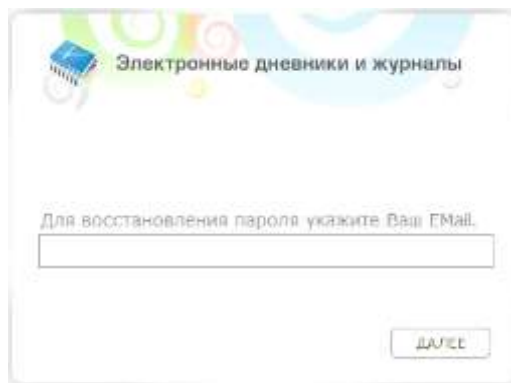 Электронные дневники и журналы
Для восстановления пароля укажите Ваш EMail.
ДАЛЕЕ